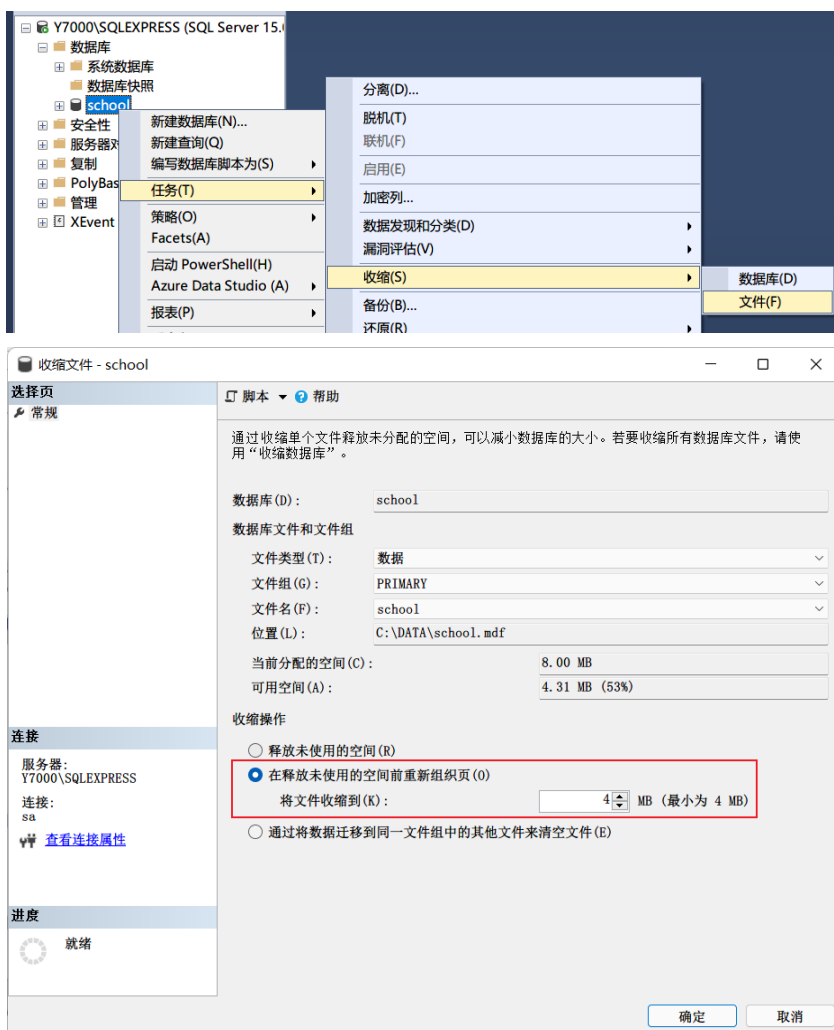 Y7000\SQLEXPRESS (SQL Server 15.
数据库
系统数据库
数据库快照
school
安全性
服务器对
复制
PolyBas
管理
XEvent
新建数据库(N)...
新建查询(Q)
编写数据库脚本为(S)
任务(T)
策略(O)
Facets(A)
启动 PowerShell(H)
Azure Data Studio (A)
报表(P)
分离(D)...
脱机(T)
联机(F)
启用(E)
加密列...
数据发现和分类(D)
漏洞评估(V)
收缩(S)
备份(B)...
还原(R)
数据库(D)
文件(F)
收缩文件 - school
选择页
常规
脚本 帮助
通过收缩单个文件释放未分配的空间，可以减小数据库的大小。若要收缩所有数据库文件，请使
用“收缩数据库”。
数据库(D): school
数据库文件和文件组
文件类型(T): 数据
文件组(G): PRIMARY
文件名(F): school
位置(L): C:\DATA\school.mdf
当前分配的空间(C): 8.00 MB
可用空间(A): 4.31 MB (53%)
收缩操作
释放未使用的空间(R)
在释放未使用的空间前重新组织页(O)
将文件收缩到(K): 4 MB (最小为 4 MB)
通过将数据迁移到同一文件组中的其他文件来清空文件(E)
连接
服务器:
Y7000\SQLEXPRESS
连接:
sa
查看连接属性
进度
就绪
确定 取消